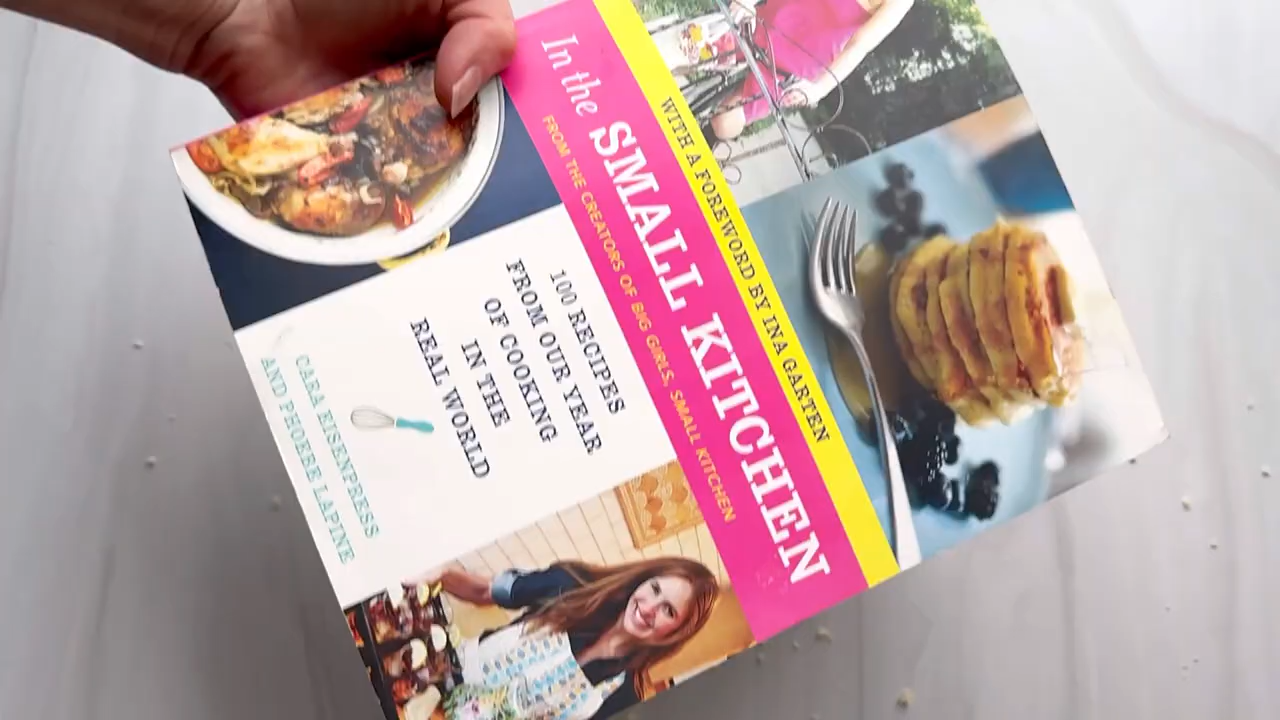 WITH A FOREWORD BY INA GARTEN
In the SMALL KITCHEN
FROM THE CREATORS OF BIG GIRLS, SMALL KITCHEN
100 RECIPES
FROM OUR YEAR
OF COOKING
IN THE
REAL WORLD
CARA EISENPRESS
AND PHOEBE LAPINE